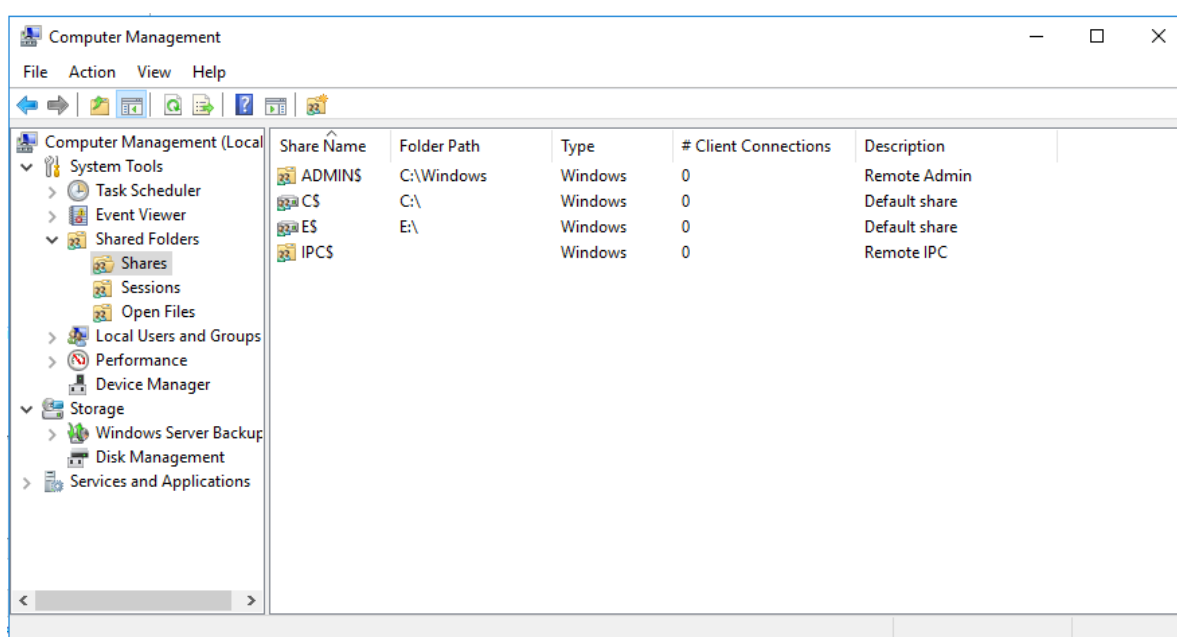 Computer Management
File Action View Help
Computer Management (Local
System Tools
Task Scheduler
Event Viewer
Shared Folders
Shares
Sessions
Open Files
Local Users and Groups
Performance
Device Manager
Storage
Windows Server Backup
Disk Management
Services and Applications
Share Name Folder Path Type # Client Connections Description
ADMIN$ C:\Windows Windows 0 Remote Admin
C$ C:\ Windows 0 Default share
E$ E:\ Windows 0 Default share
IPC$ Windows 0 Remote IPC